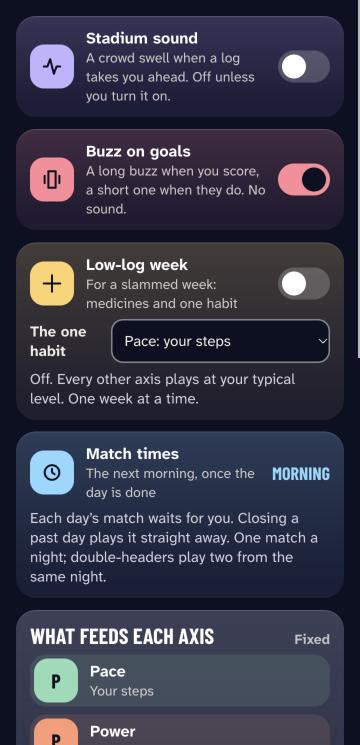 Stadium sound
A crowd swell when a log
takes you ahead. Off unless
you turn it on.
Buzz on goals
A long buzz when you score,
a short one when they do. No
sound.
Low-log week
For a slammed week:
medicines and one habit
The one
habit
Pace: your steps
Off. Every other axis plays at your typical
level. One week at a time.
Match times
The next morning, once the
day is done
MORNING
Each day’s match waits for you. Closing a
past day plays it straight away. One match a
night; double-headers play two from the
same night.
WHAT FEEDS EACH AXIS
Fixed
P
Pace
Your steps
P
Power